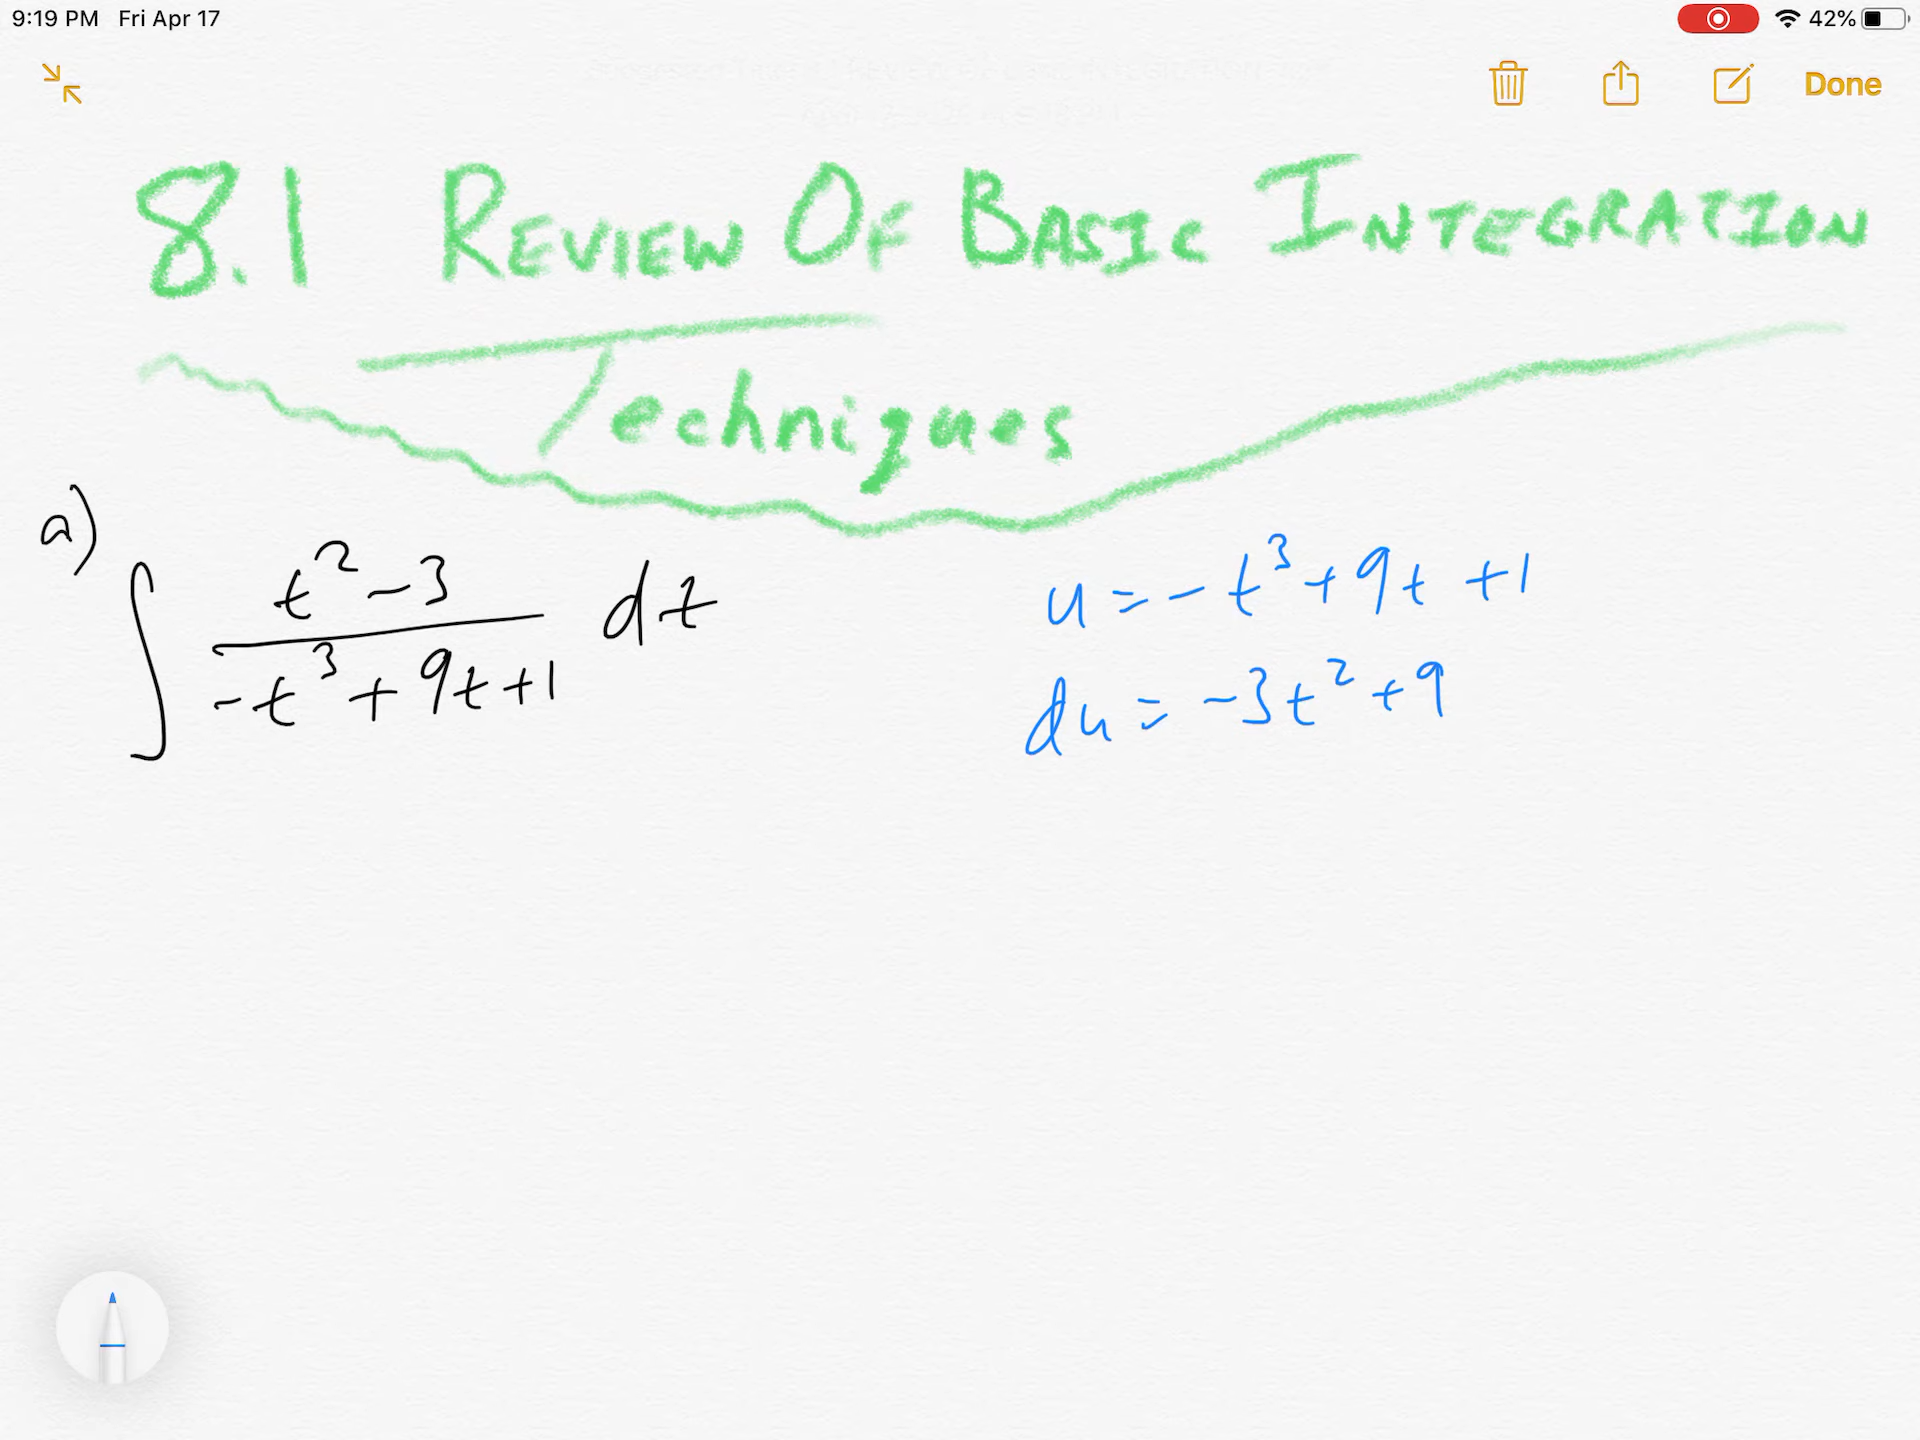 9:19 PM Fri Apr 17
42%
Done
8.1 REVIEW OF BASIC INTEGRATION
Techniques
a)
∫ (t² - 3)/(-t³ + 9t + 1) dt
u = -t³ + 9t + 1
du = -3t² + 9